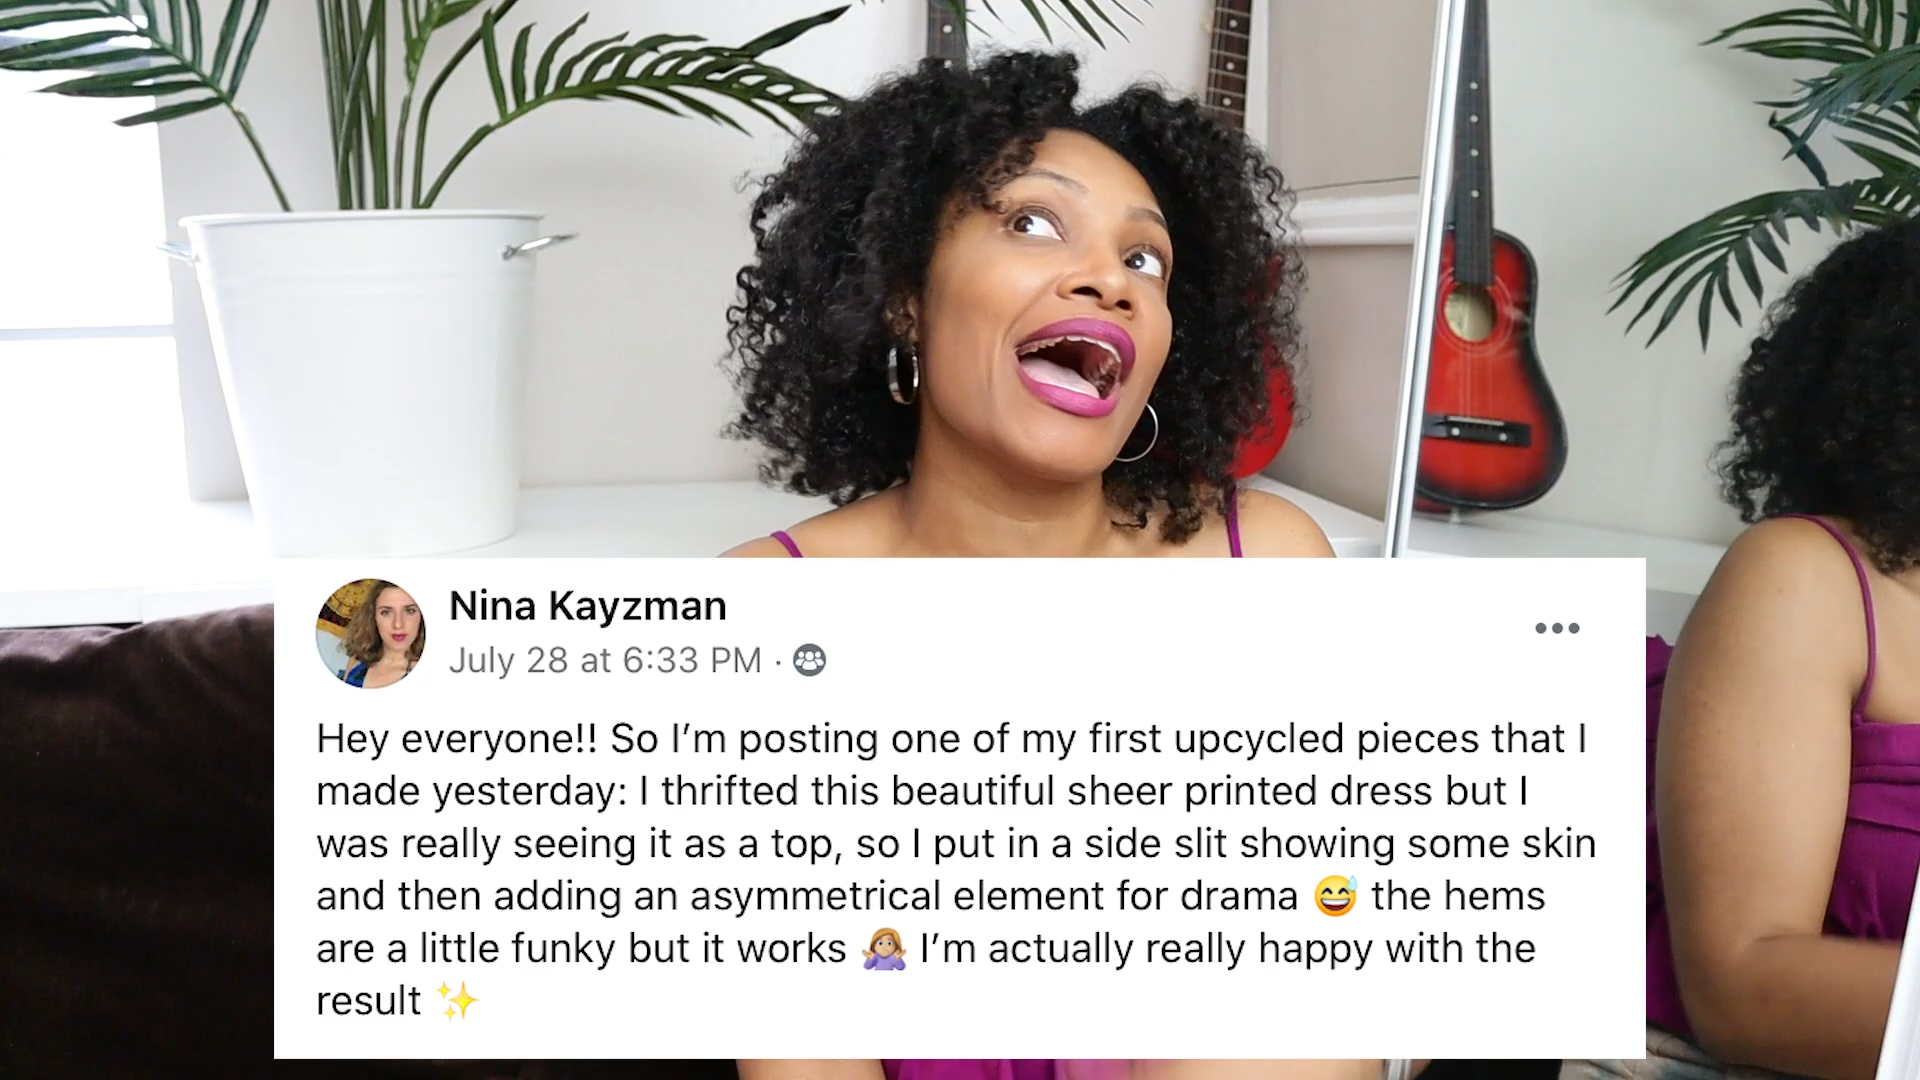 Nina Kayzman
July 28 at 6:33 PM ·
Hey everyone!! So I’m posting one of my first upcycled pieces that I
made yesterday: I thrifted this beautiful sheer printed dress but I
was really seeing it as a top, so I put in a side slit showing some skin
and then adding an asymmetrical element for drama 😅 the hems
are a little funky but it works 🤷🏼‍♀️ I’m actually really happy with the
result ✨